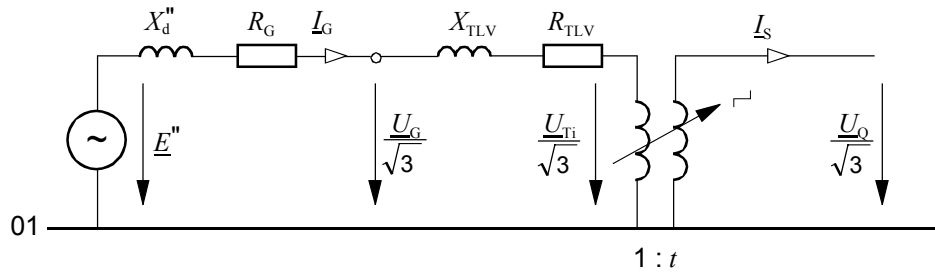 X"d RG IG XTLV RTLV IS
~ E" UG/√3 UTi/√3 UQ/√3
01
1 : t